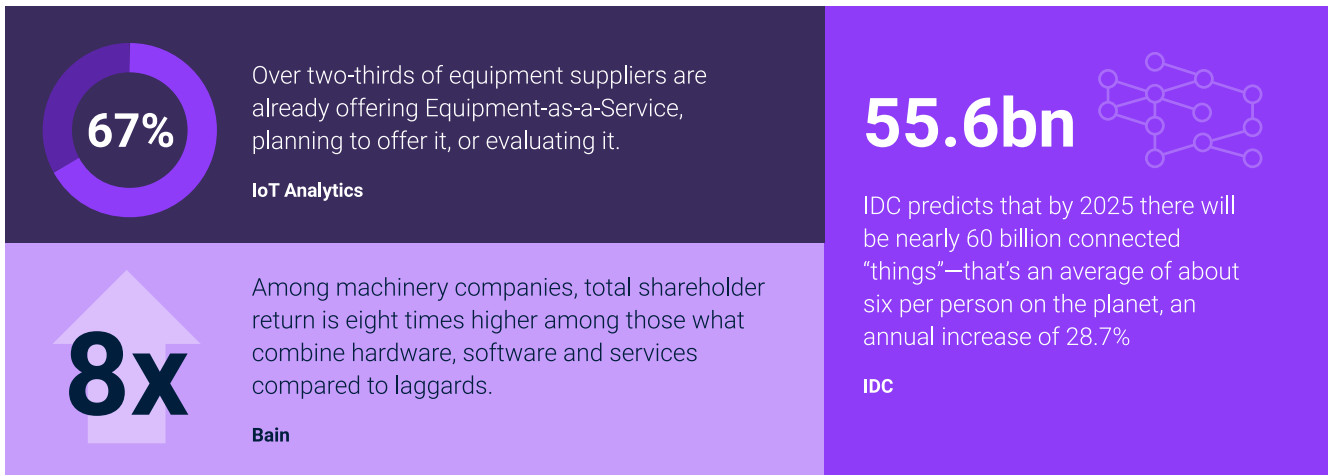 67%
Over two-thirds of equipment suppliers are
already offering Equipment-as-a-Service,
planning to offer it, or evaluating it.
IoT Analytics
8x
Among machinery companies, total shareholder
return is eight times higher among those what
combine hardware, software and services
compared to laggards.
Bain
55.6bn
IDC predicts that by 2025 there will
be nearly 60 billion connected
“things”—that’s an average of about
six per person on the planet, an
annual increase of 28.7%
IDC